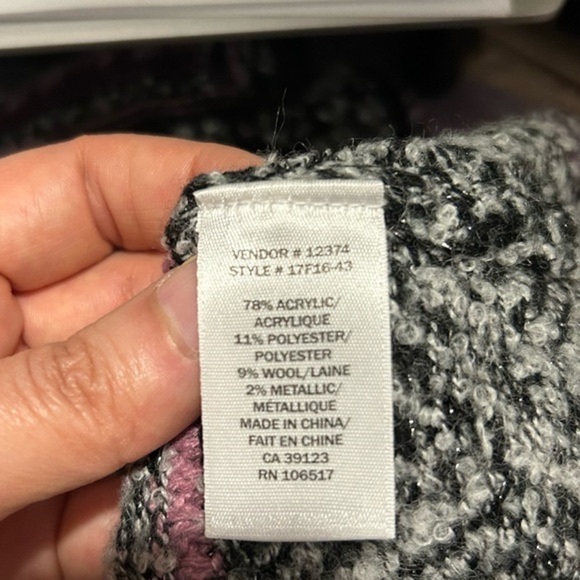 VENDOR # 12374
STYLE # 17F16-43
78% ACRYLIC/
ACRYLIQUE
11% POLYESTER/
POLYESTER
9% WOOL/LAINE
2% METALLIC/
MÉTALLIQUE
MADE IN CHINA/
FAIT EN CHINE
CA 39123
RN 106517